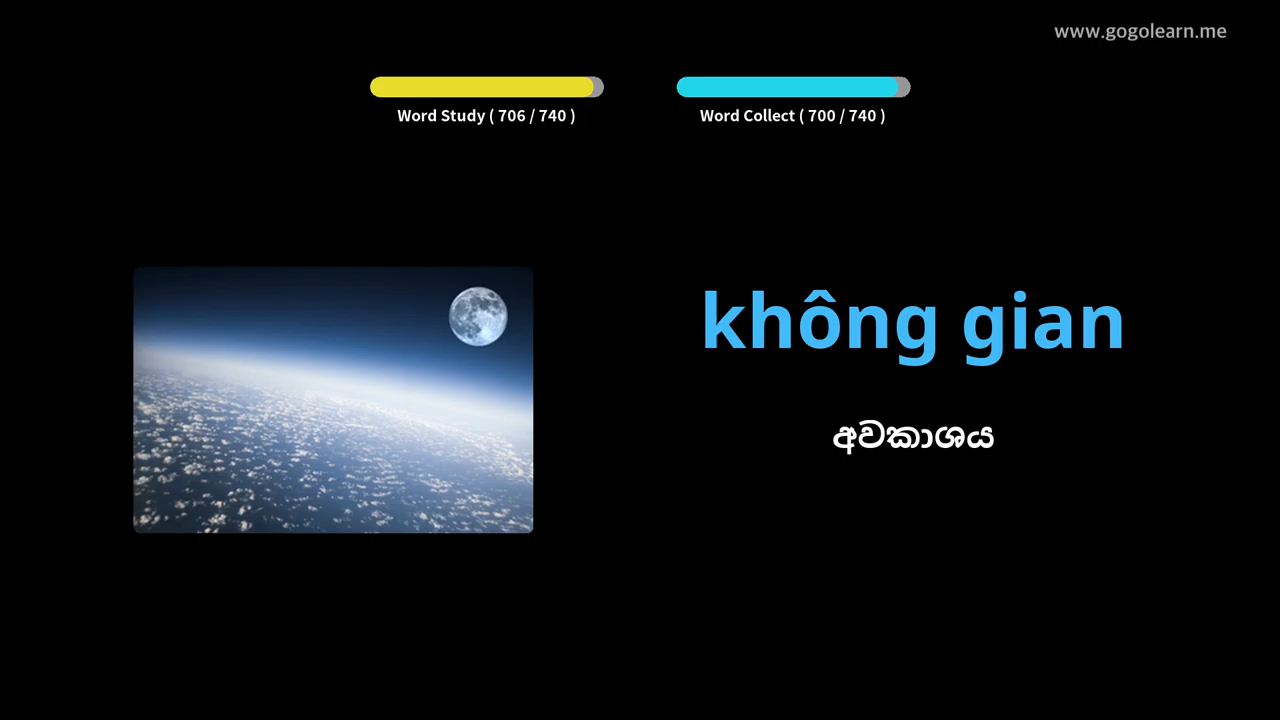 www.gogolearn.me
Word Study ( 706 / 740 )
Word Collect ( 700 / 740 )
không gian
අවකාශය